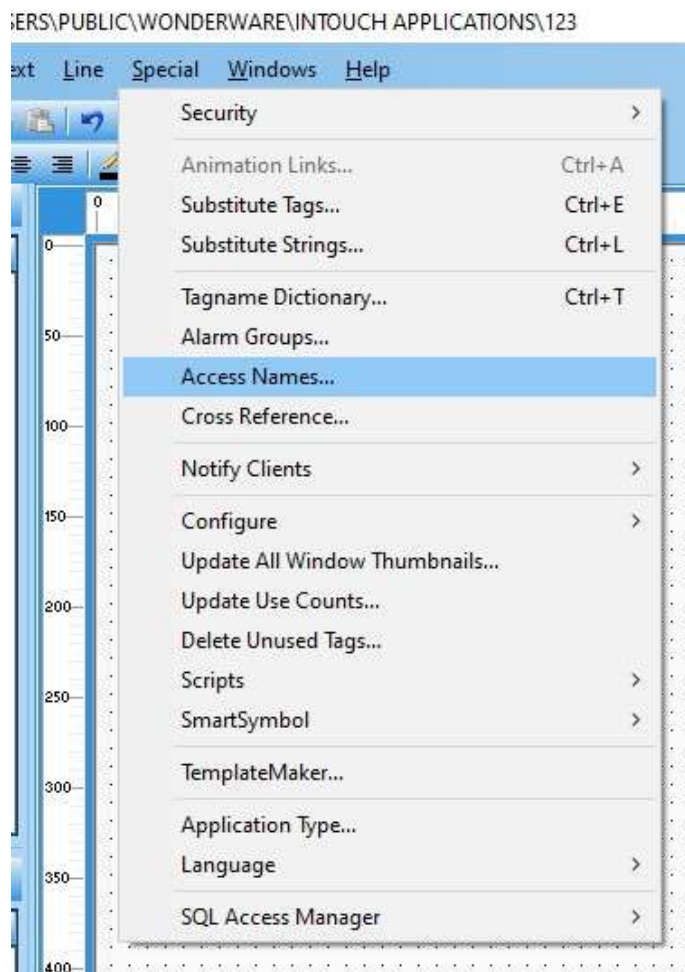 SERS\PUBLIC\WONDERWARE\INTOUCH APPLICATIONS\123
ext Line Special Windows Help
Security >
Animation Links... Ctrl+A
Substitute Tags... Ctrl+E
Substitute Strings... Ctrl+L
Tagname Dictionary... Ctrl+T
Alarm Groups...
Access Names...
Cross Reference...
Notify Clients >
Configure >
Update All Window Thumbnails...
Update Use Counts...
Delete Unused Tags...
Scripts >
SmartSymbol >
TemplateMaker...
Application Type...
Language >
SQL Access Manager >
0
0
50
100
150
200
250
300
350
400